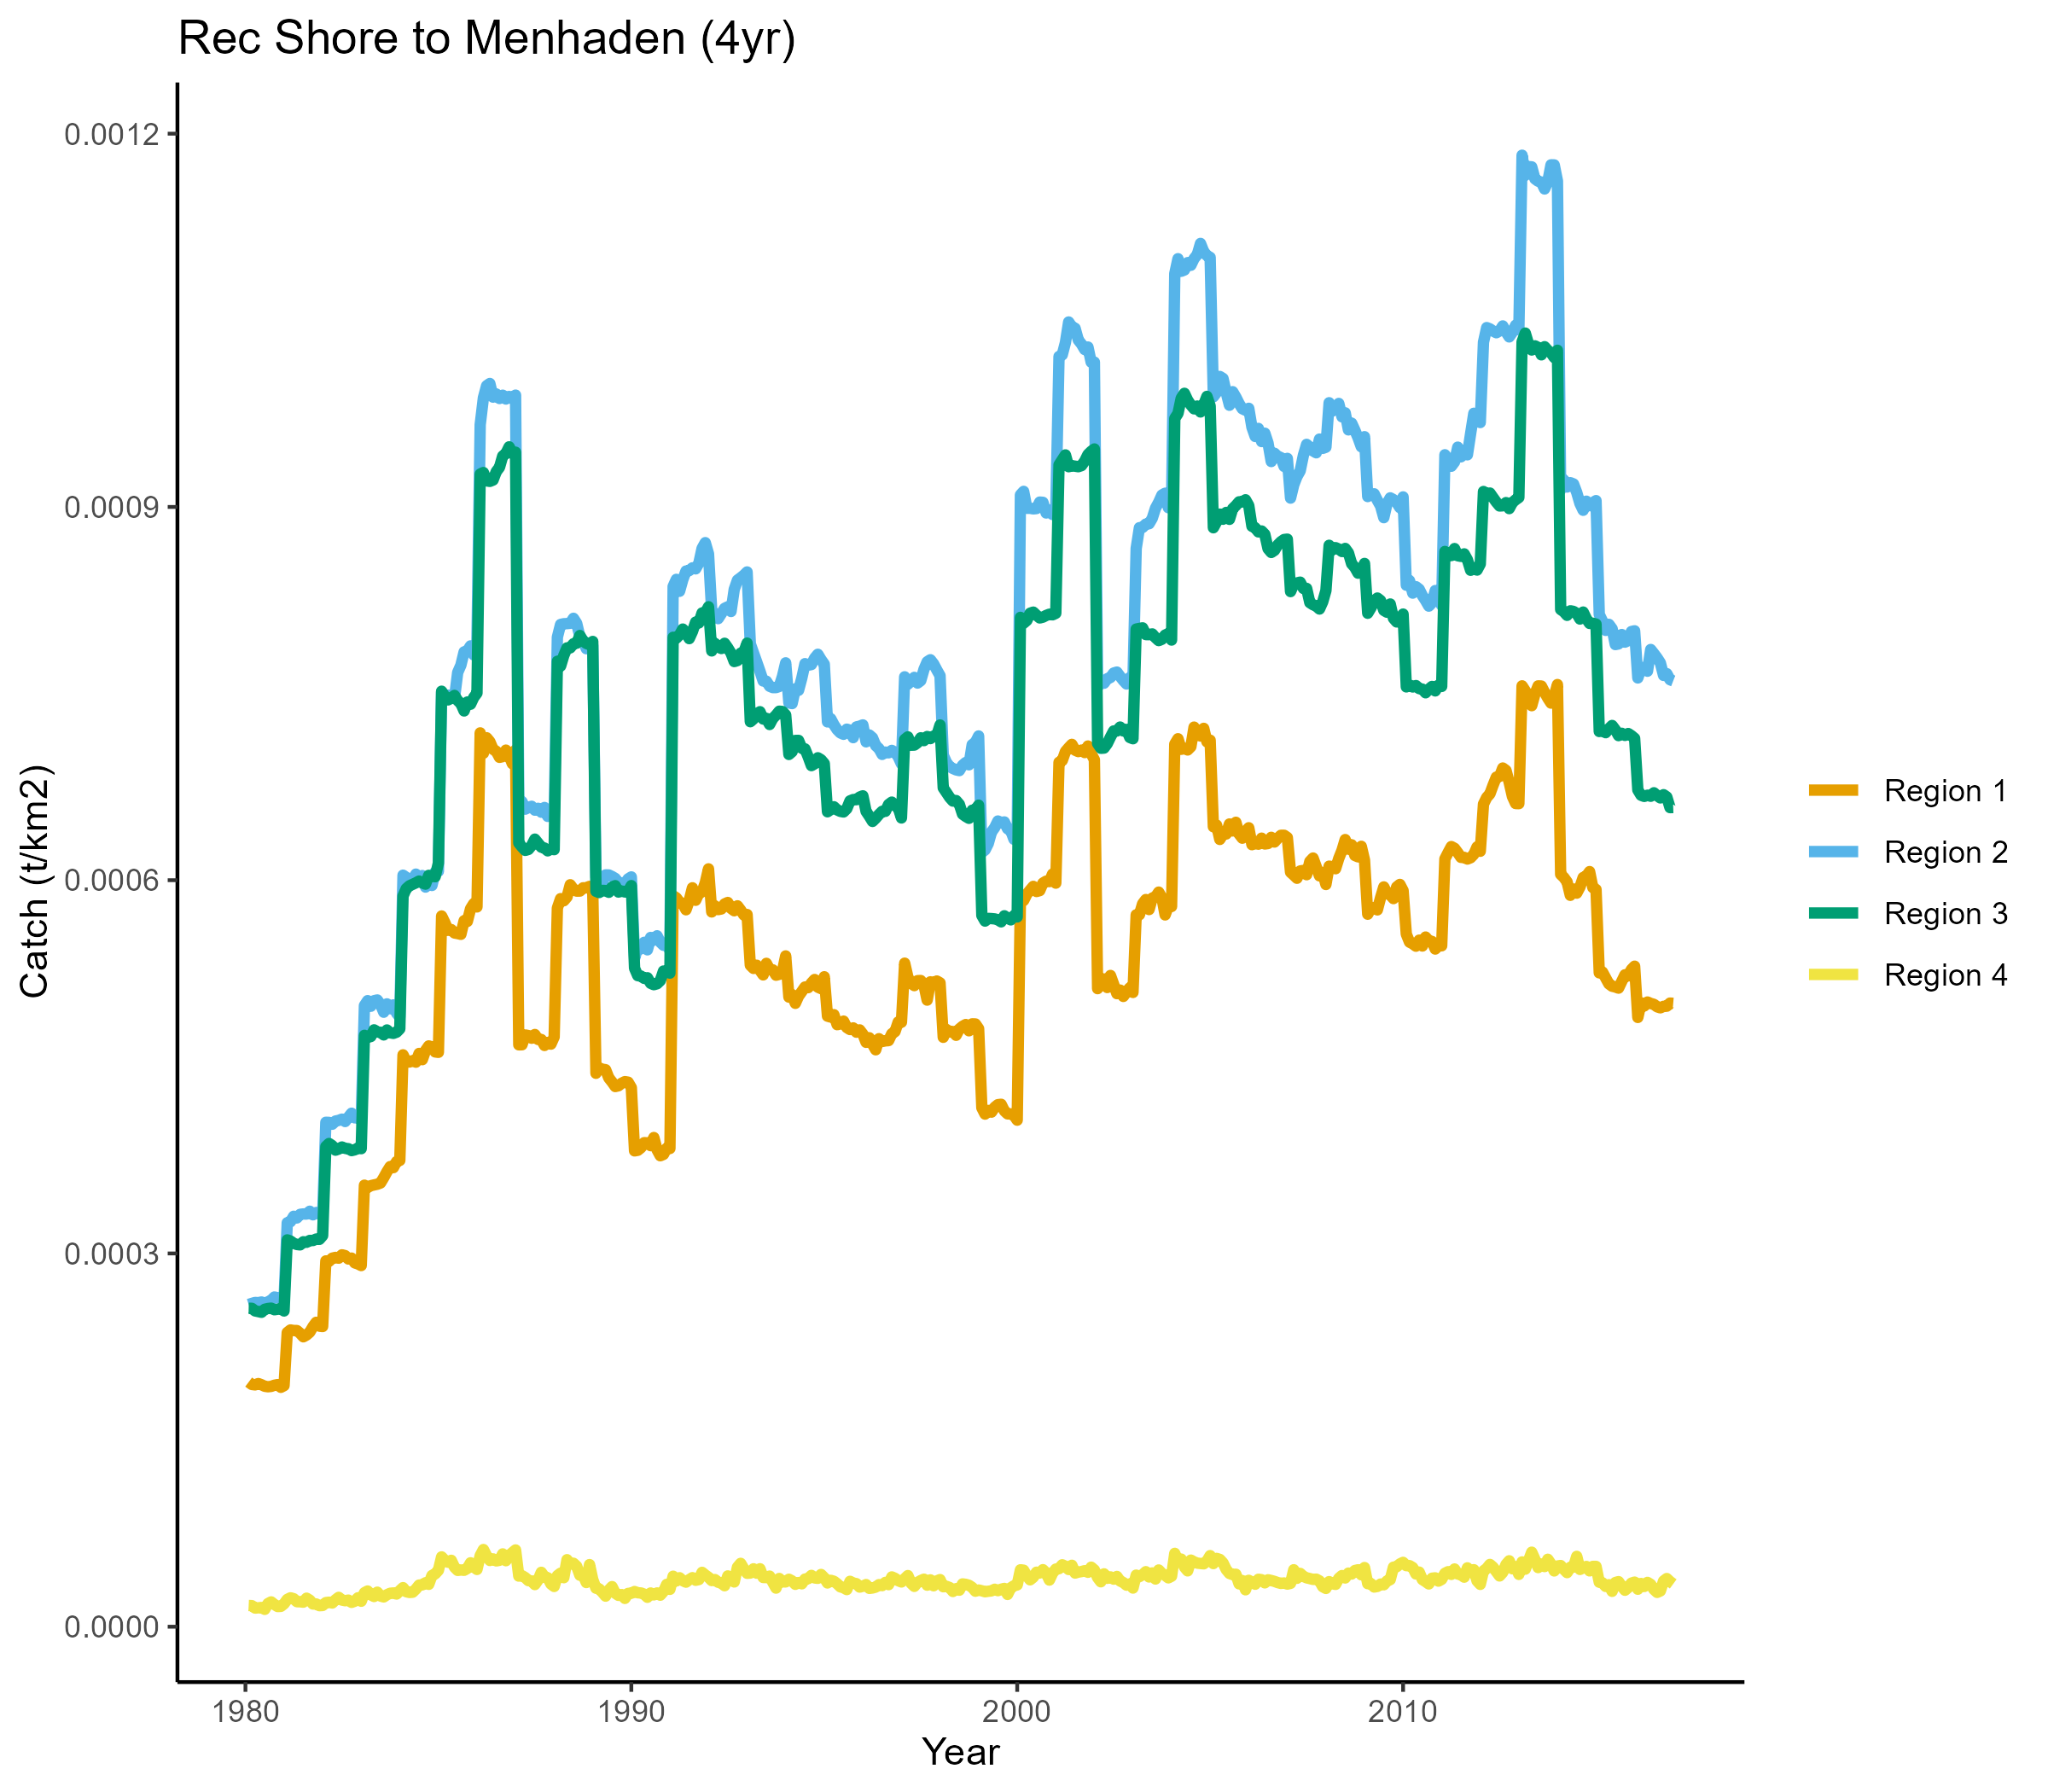 Rec Shore to Menhaden (4yr)
Catch (t/km2)
0.0012
0.0009
0.0006
0.0003
0.0000
1980 1990 2000 2010
Year
Region 1
Region 2
Region 3
Region 4